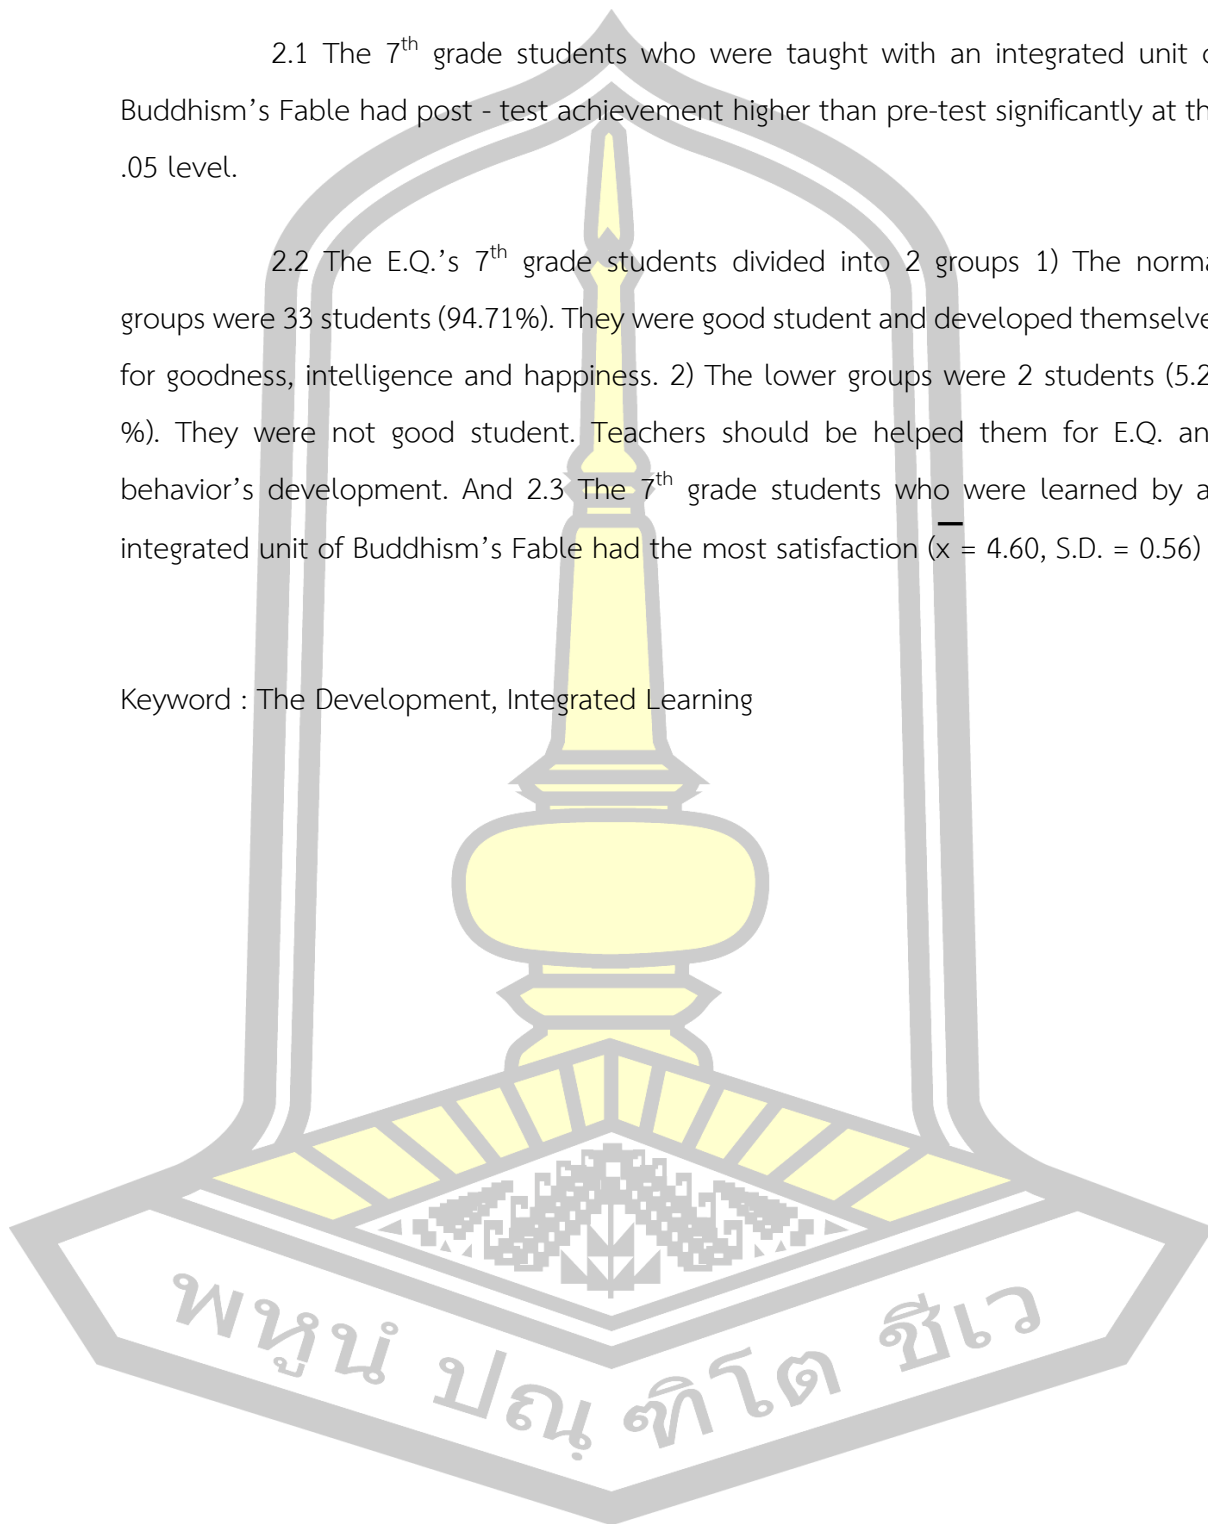 2.1 The 7th grade students who were taught with an integrated unit
Buddhism's Fable had post - test achievement higher than pre-test significantly at th
.05 level.
2.2 The E.Q.'s 7th grade students divided into 2 groups 1) The norma
groups were 33 students (94.71%). They were good student and developed themselve
for goodness, intelligence and happiness. 2) The lower groups were 2 students (5.2
%). They were not good student. Teachers should be helped them for E.Q. an
behavior's development. And 2.3 The 7th grade students who were learned by a
integrated unit of Buddhism's Fable had the most satisfaction (x̄ = 4.60, S.D. = 0.56)
Keyword : The Development, Integrated Learning
พหูนํ ปณฺฑิโต ชีเว